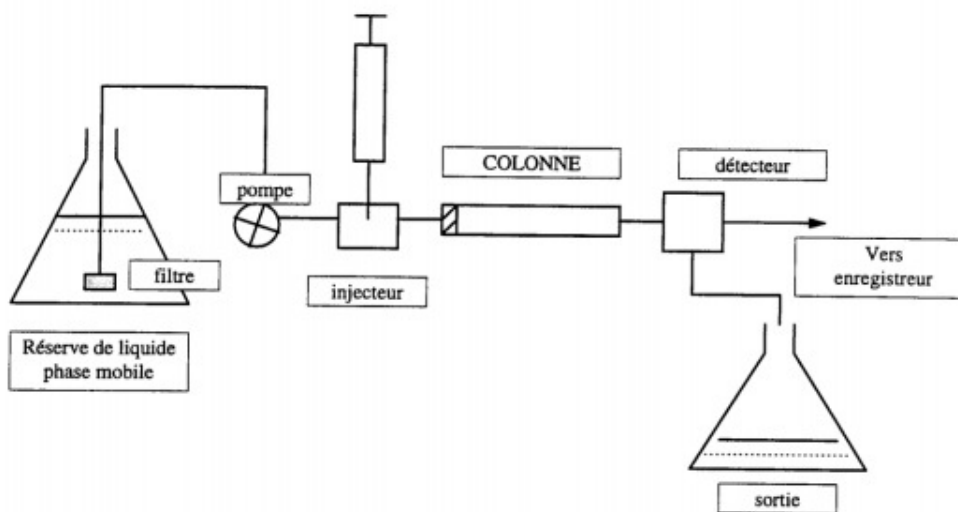 COLONNE
détecteur
pompe
filtre
injecteur
Vers
enregistreur
Réserve de liquide
phase mobile
sortie